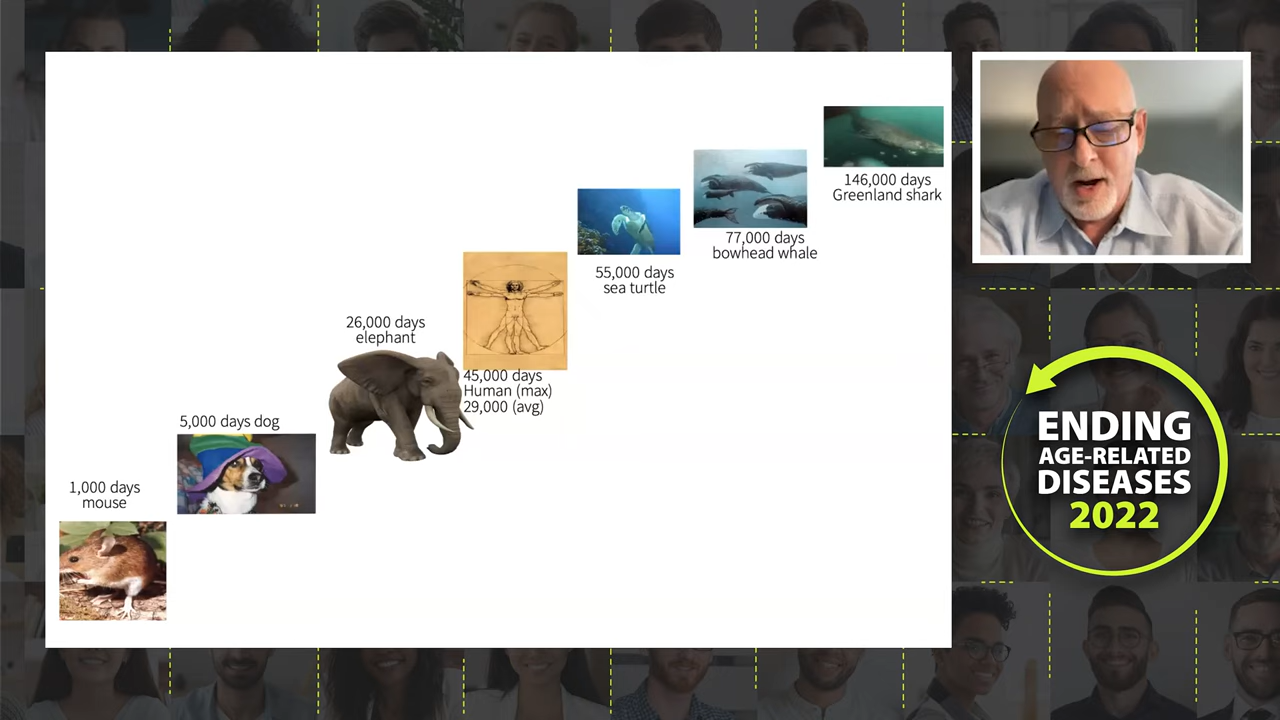 1,000 days
mouse
5,000 days dog
26,000 days
elephant
45,000 days
Human (max)
29,000 (avg)
55,000 days
sea turtle
77,000 days
bowhead whale
146,000 days
Greenland shark
ENDING
AGE-RELATED
DISEASES
2022